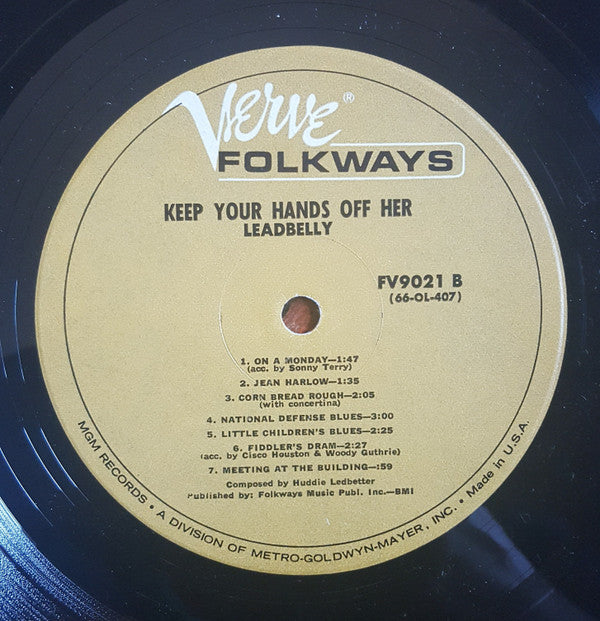 Verve®
FOLKWAYS
KEEP YOUR HANDS OFF HER
LEADBELLY
FV9021 B
(66-OL-407)
1. ON A MONDAY—1:47
(acc. by Sonny Terry)
2. JEAN HARLOW—1:35
3. CORN BREAD ROUGH—2:05
(with concertina)
4. NATIONAL DEFENSE BLUES—3:00
5. LITTLE CHILDREN'S BLUES—2:25
6. FIDDLER'S DRAM—2:27
(acc. by Cisco Houston & Woody Guthrie)
7. MEETING AT THE BUILDING—:59
Composed by Huddie Ledbetter
Published by: Folkways Music Publ. Inc.—BMI
MGM RECORDS • A DIVISION OF METRO-GOLDWYN-MAYER, INC. • Made in U.S.A.